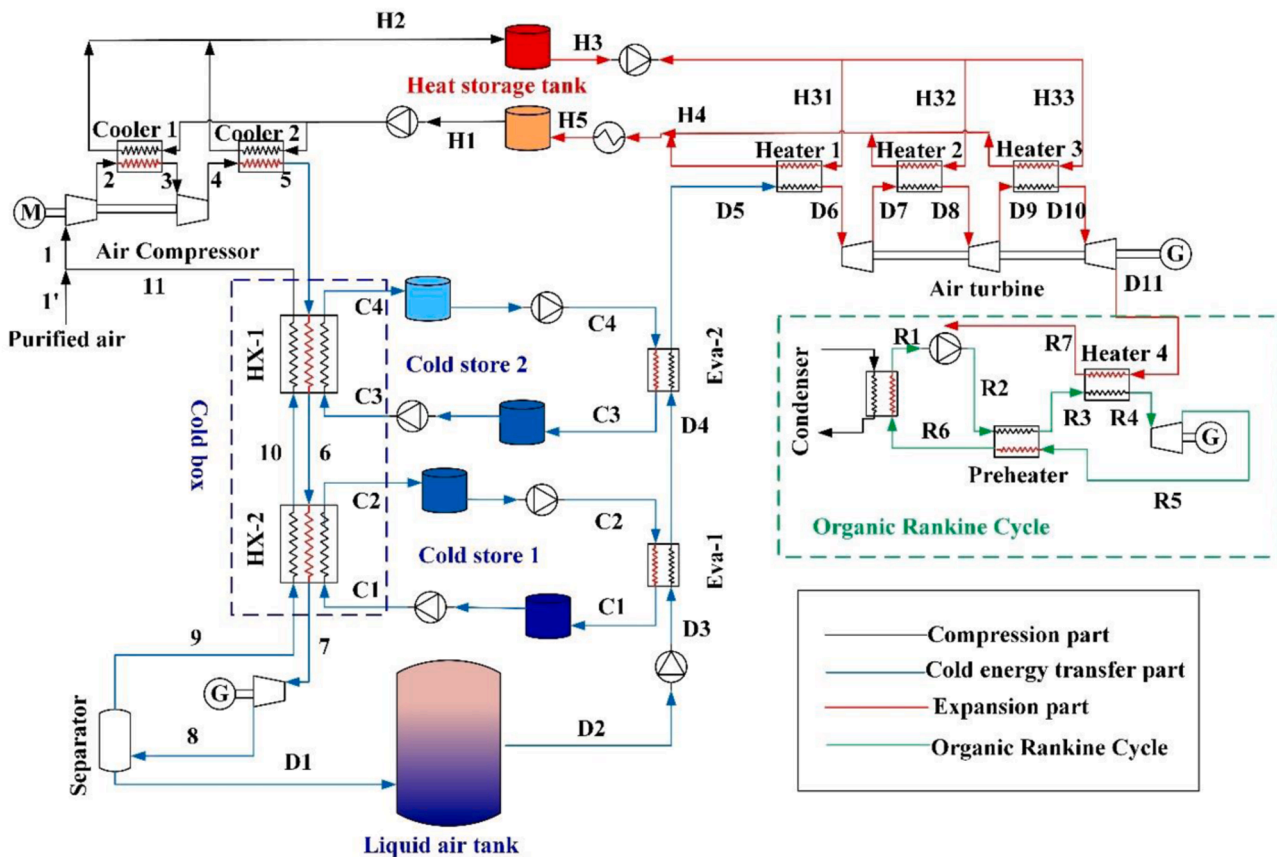 H2
H3
Heat storage tank
H31
H32
H33
Cooler 1
Cooler 2
H1
H5
H4
Heater 1
Heater 2
Heater 3
2
3
4
5
M
D5
D6
D7
D8
D9
D10
1
Air Compressor
11
1'
Purified air
G
Air turbine
D11
C4
C4
HX-1
Cold store 2
Eva-2
C3
C3
D4
Cold box
10
6
C2
C2
HX-2
Cold store 1
Eva-1
C1
C1
D3
9
7
G
Separator
8
D1
D2
Liquid air tank
Condenser
R1
R7
Heater 4
R2
R3
R4
G
R6
Preheater
R5
Organic Rankine Cycle
Compression part
Cold energy transfer part
Expansion part
Organic Rankine Cycle